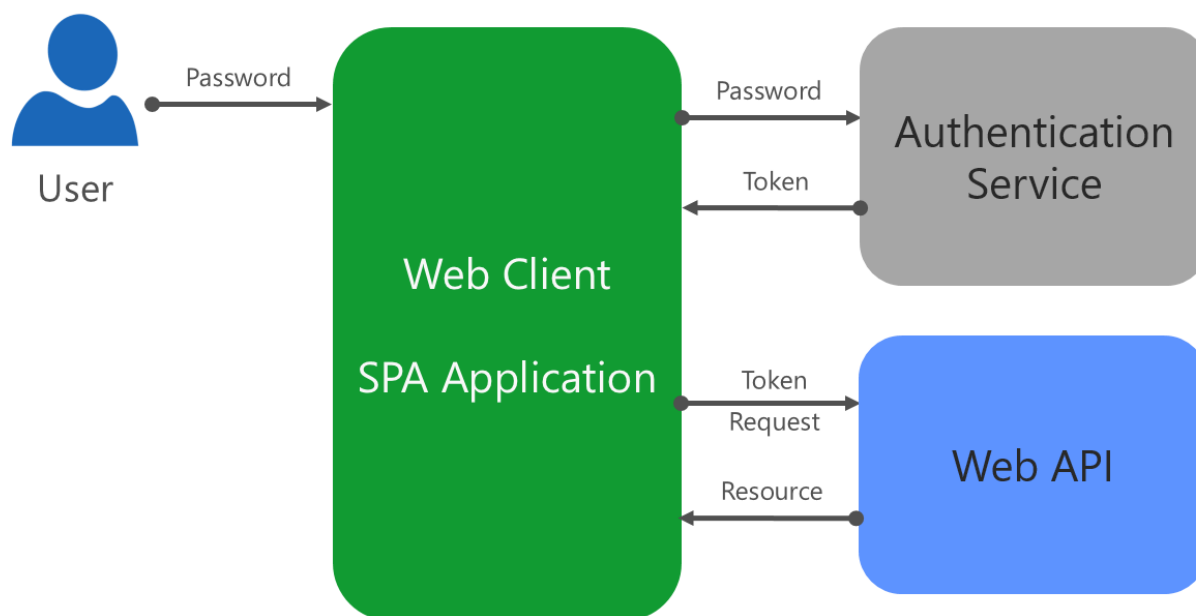 Password
User
Web Client
SPA Application
Password
Token
Authentication
Service
Token
Request
Resource
Web API